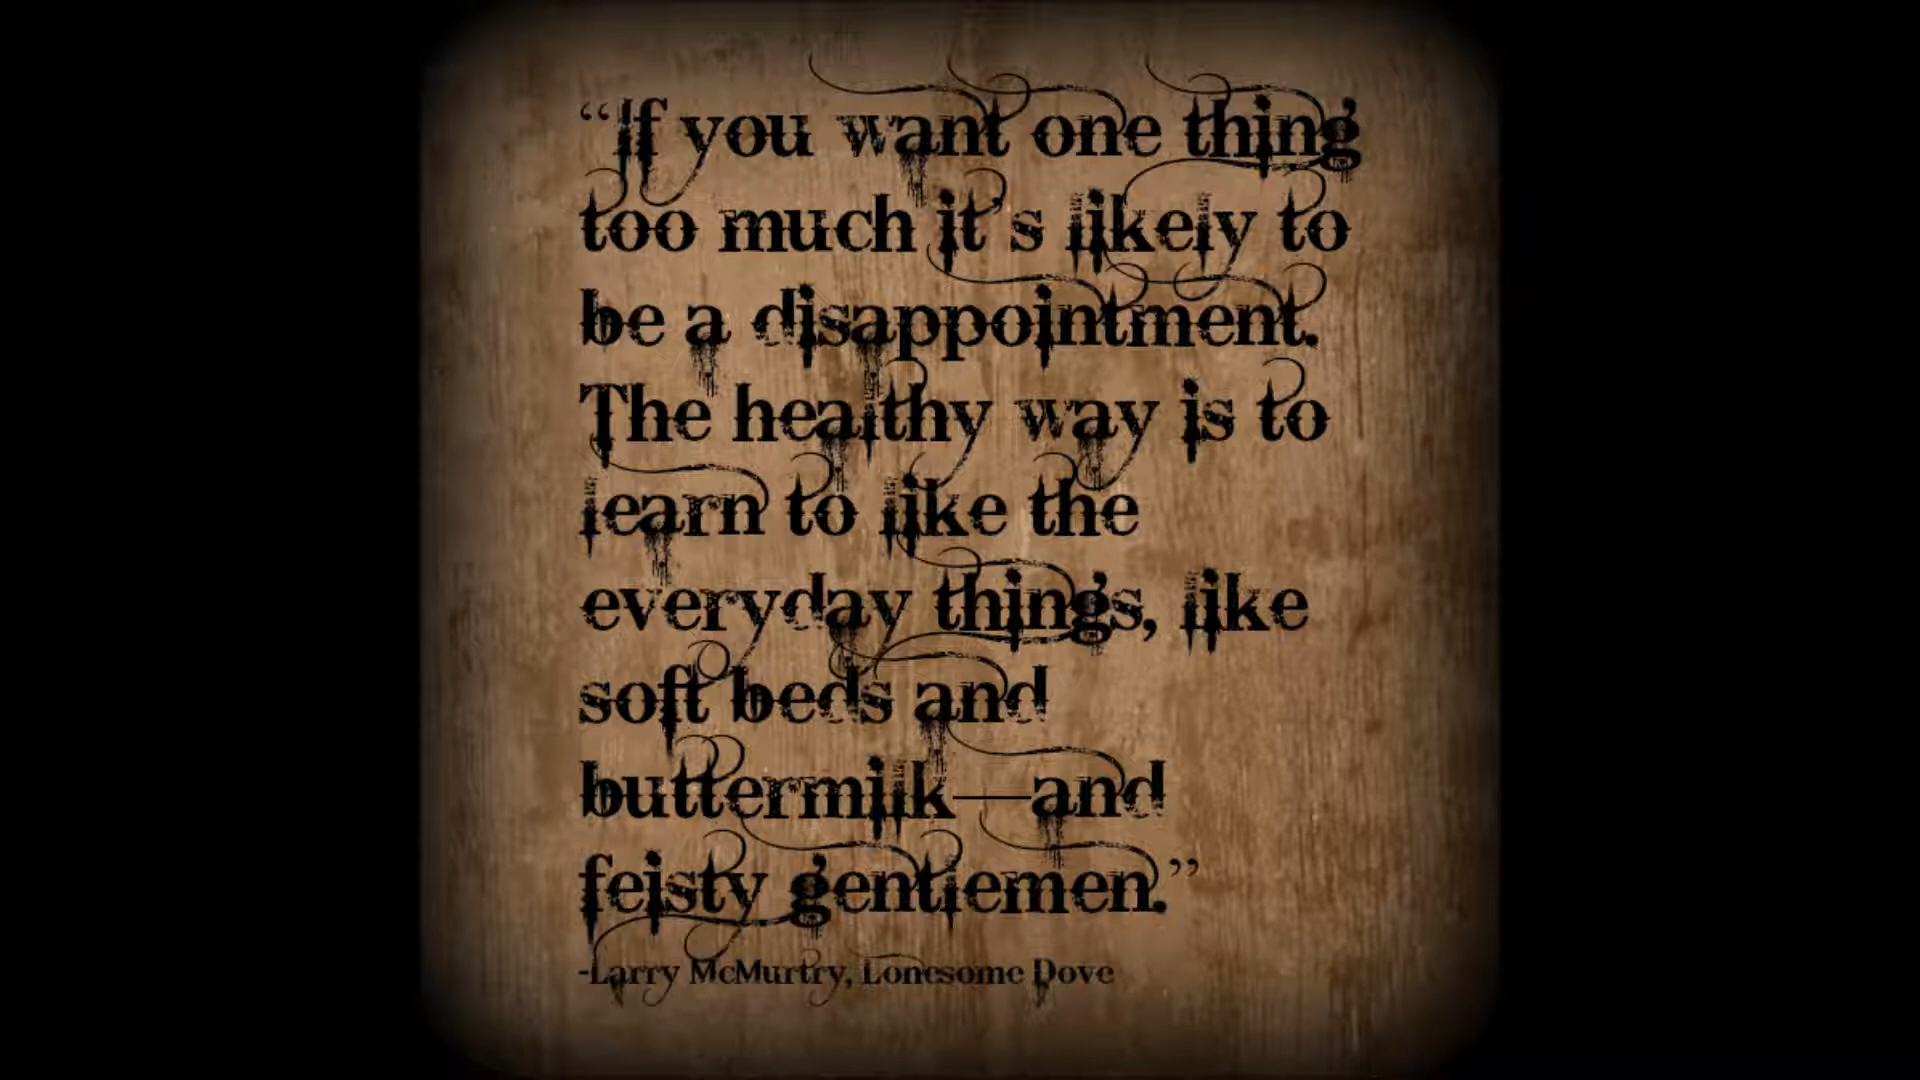 “If you want one thing
too much it’s likely to
be a disappointment.
The healthy way is to
learn to like the
everyday things, like
soft beds and
buttermilk—and
feisty gentlemen.”
-Larry McMurtry, Lonesome Dove